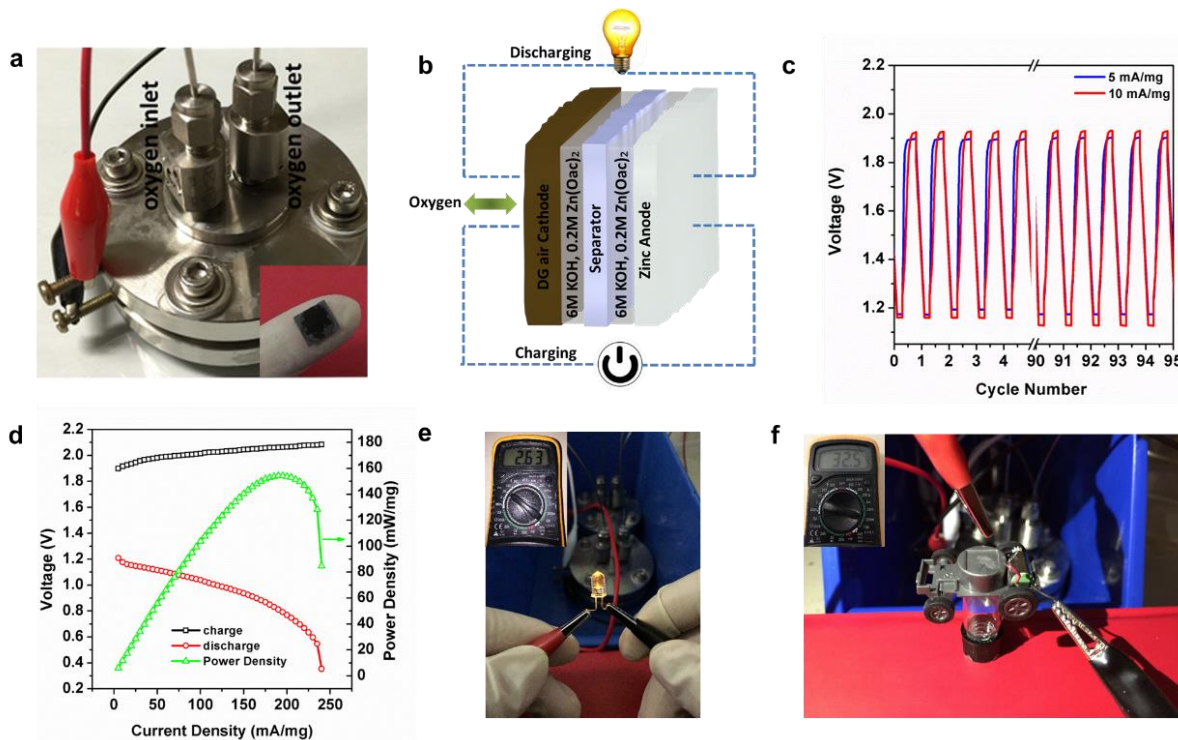 a
oxygen inlet
oxygen outlet
b
Discharging
Oxygen
DG air Cathode
6M KOH, 0.2M Zn(Oac)2
Separator
6M KOH, 0.2M Zn(Oac)2
Zinc Anode
Charging
c
5 mA/mg
10 mA/mg
2.2
2.0
1.8
1.6
1.4
1.2
Voltage (V)
0 1 2 3 4 90 91 92 93 94 95
Cycle Number
d
2.2
2.0
1.8
1.6
1.4
1.2
1.0
0.8
0.6
0.4
0.2
Voltage (V)
charge
discharge
Power Density
180
160
140
120
100
80
60
40
20
0
Power Density (mW/mg)
0 50 100 150 200 250
Current Density (mA/mg)
e
2.63
f